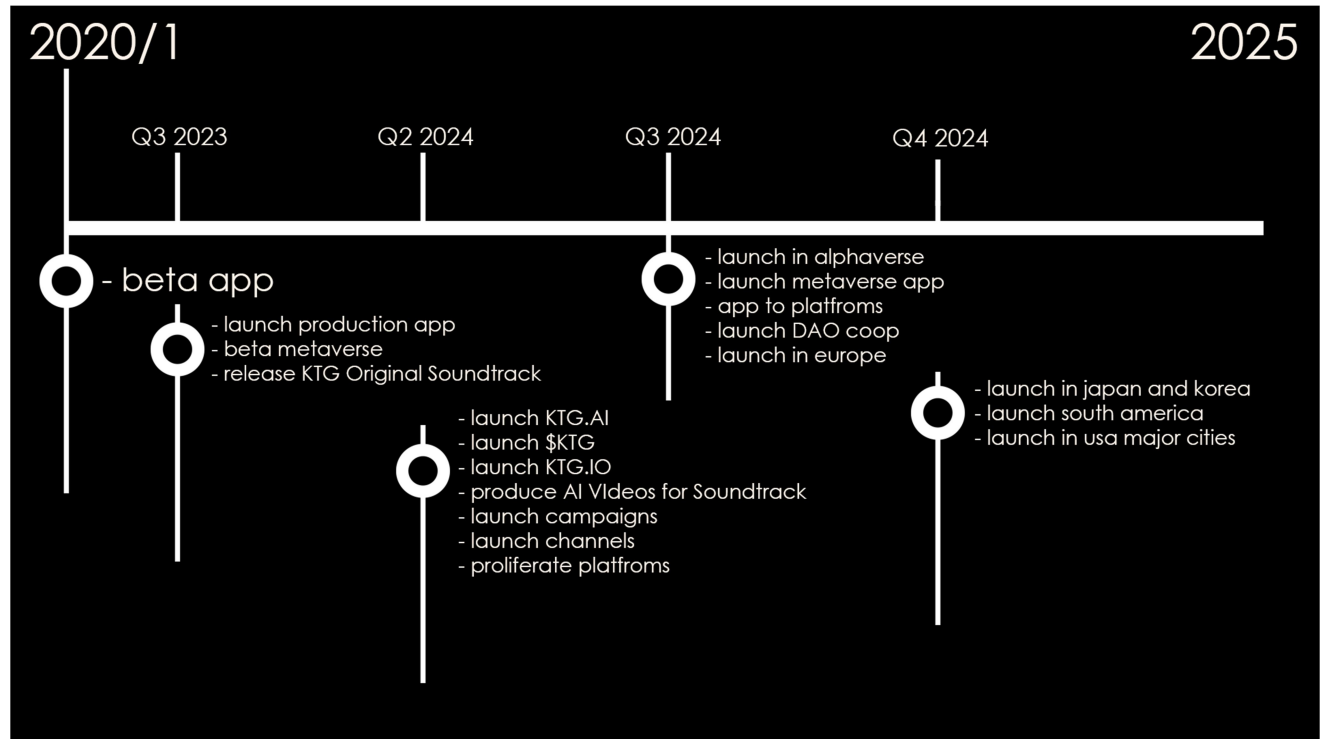 2020/1
2025
Q3 2023
Q2 2024
Q3 2024
Q4 2024
- beta app
- launch production app
- beta metaverse
- release KTG Original Soundtrack
- launch KTG.AI
- launch $KTG
- launch KTG.IO
- produce AI VIdeos for Soundtrack
- launch campaigns
- launch channels
- proliferate platfroms
- launch in alphaverse
- launch metaverse app
- app to platfroms
- launch DAO coop
- launch in europe
- launch in japan and korea
- launch south america
- launch in usa major cities